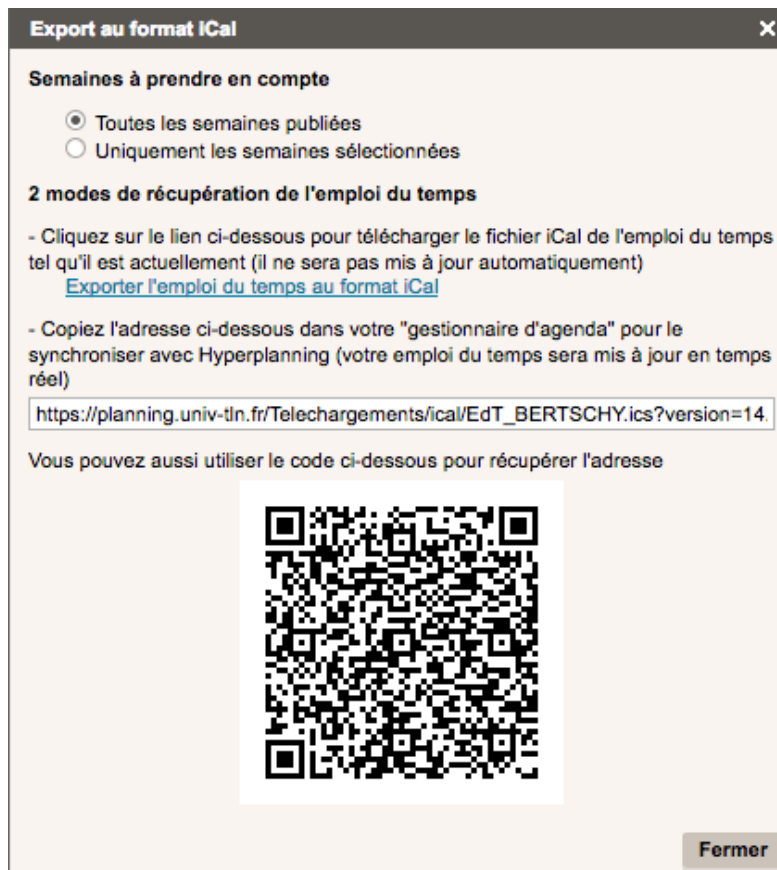 Export au format iCal
Semaines à prendre en compte
Toutes les semaines publiées
Uniquement les semaines sélectionnées
2 modes de récupération de l'emploi du temps
- Cliquez sur le lien ci-dessous pour télécharger le fichier iCal de l'emploi du temps
tel qu'il est actuellement (il ne sera pas mis à jour automatiquement)
Exporter l'emploi du temps au format iCal
- Copiez l'adresse ci-dessous dans votre "gestionnaire d'agenda" pour le
synchroniser avec Hyperplanning (votre emploi du temps sera mis à jour en temps
réel)
https://planning.univ-tln.fr/Telechargements/ical/EdT_BERTSCHY.ics?version=14.
Vous pouvez aussi utiliser le code ci-dessous pour récupérer l'adresse
Fermer